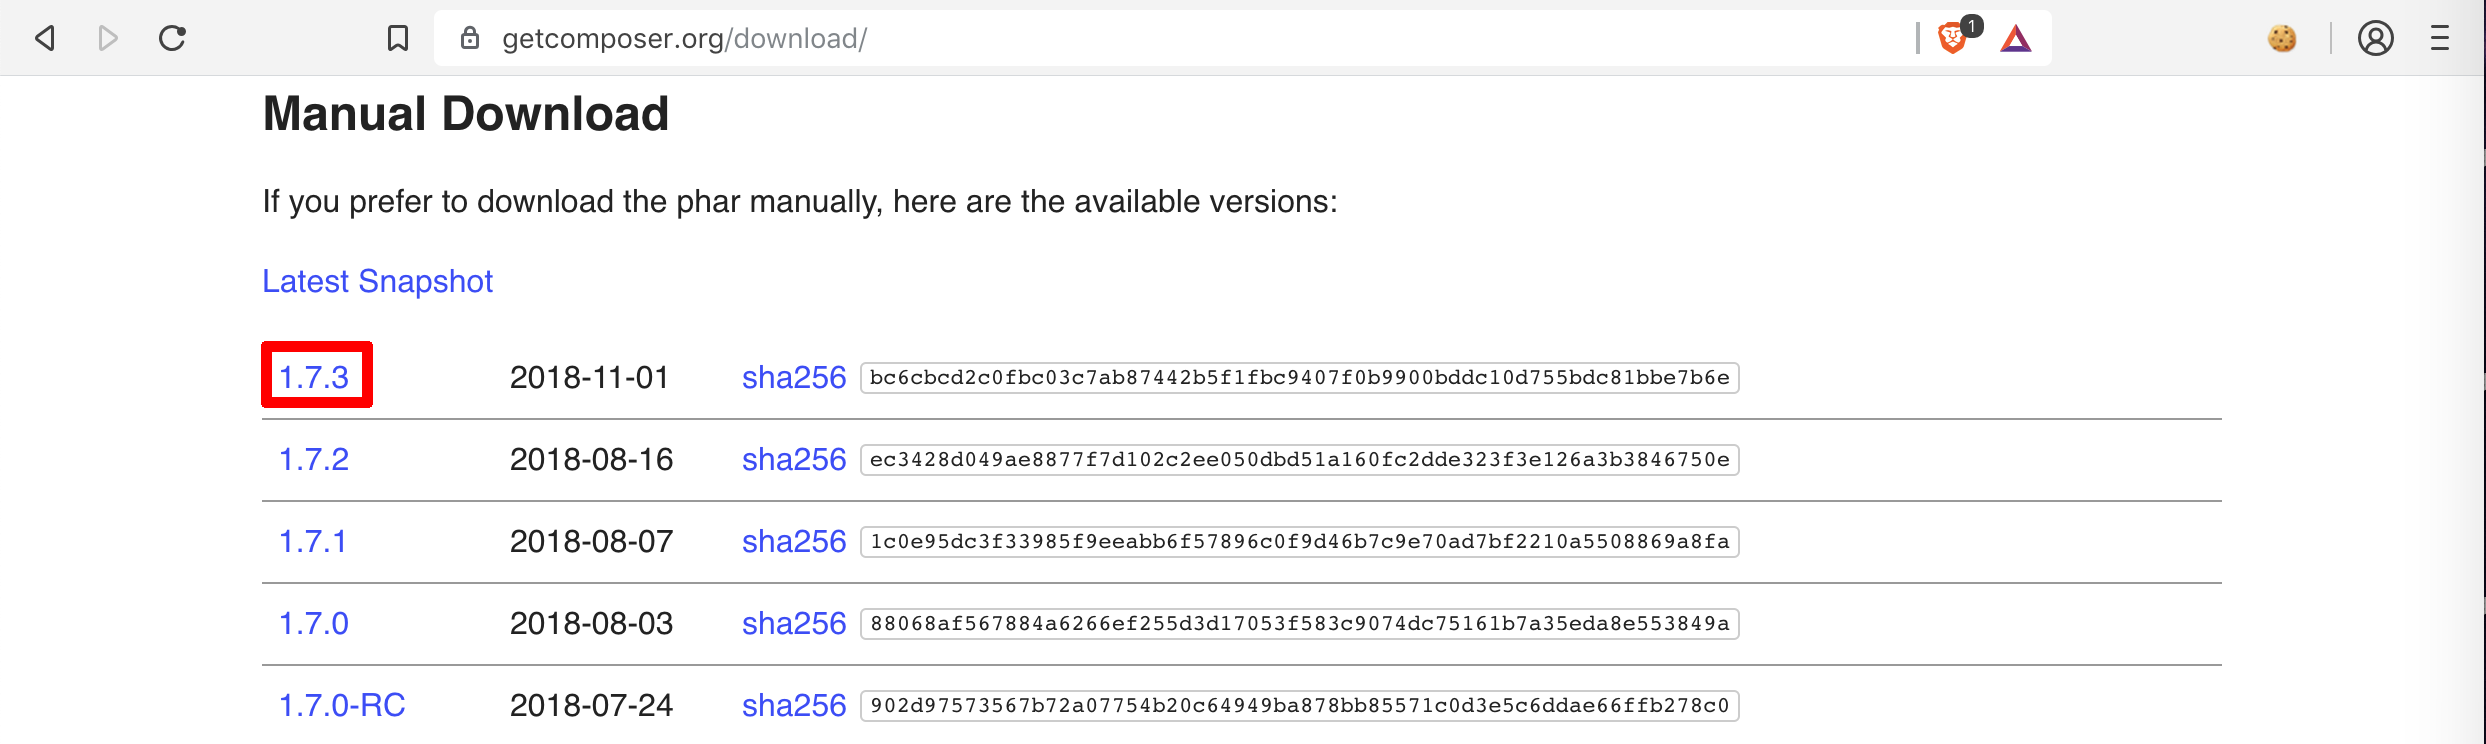 1
getcomposer.org/download/
Manual Download
If you prefer to download the phar manually, here are the available versions:
Latest Snapshot
1.7.3 2018-11-01 sha256 bc6cbcd2c0fbc03c7ab87442b5f1fbc9407f0b9900bddc10d755bdc81bbe7b6e
1.7.2 2018-08-16 sha256 ec3428d049ae8877f7d102c2ee050dbd51a160fc2dde323f3e126a3b3846750e
1.7.1 2018-08-07 sha256 1c0e95dc3f33985f9eeabb6f57896c0f9d46b7c9e70ad7bf2210a5508869a8fa
1.7.0 2018-08-03 sha256 88068af567884a6266ef255d3d17053f583c9074dc75161b7a35eda8e553849a
1.7.0-RC 2018-07-24 sha256 902d97573567b72a07754b20c64949ba878bb85571c0d3e5c6ddae66ffb278c0